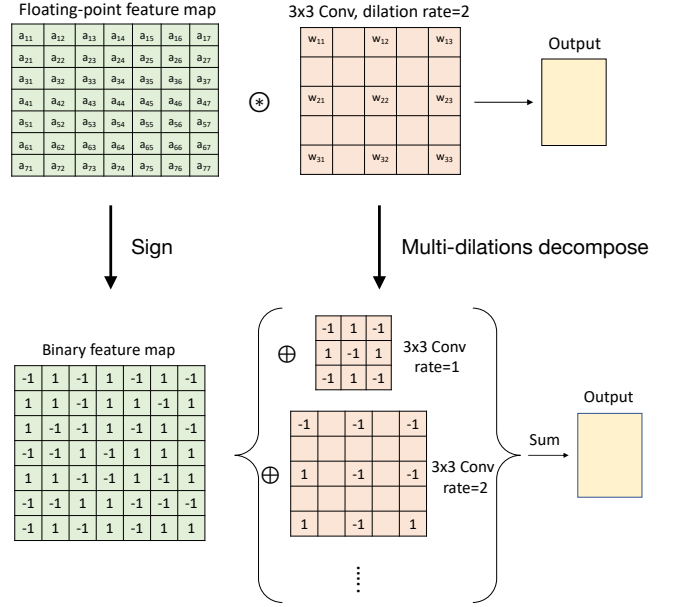 Floating-point feature map
3x3 Conv, dilation rate=2
a11 a12 a13 a14 a15 a16 a17
a21 a22 a23 a24 a25 a26 a27
a31 a32 a33 a34 a35 a36 a37
a41 a42 a43 a44 a45 a46 a47
a51 a52 a53 a54 a55 a56 a57
a61 a62 a63 a64 a65 a66 a67
a71 a72 a73 a74 a75 a76 a77
w11 w12 w13
w21 w22 w23
w31 w32 w33
Output
Sign
Multi-dilations decompose
Binary feature map
-1 1 -1 1 -1 1 -1
1 1 -1 1 1 -1 1
1 -1 -1 1 -1 1 -1
-1 -1 1 1 -1 1 1
1 1 -1 1 -1 1 1
-1 -1 1 1 1 -1 -1
-1 1 -1 1 -1 1 1
-1 1 -1
1 -1 1
-1 1 -1
3x3 Conv
rate=1
-1 -1 -1
1 -1 -1
1 -1 1
3x3 Conv
rate=2
......
Sum
Output